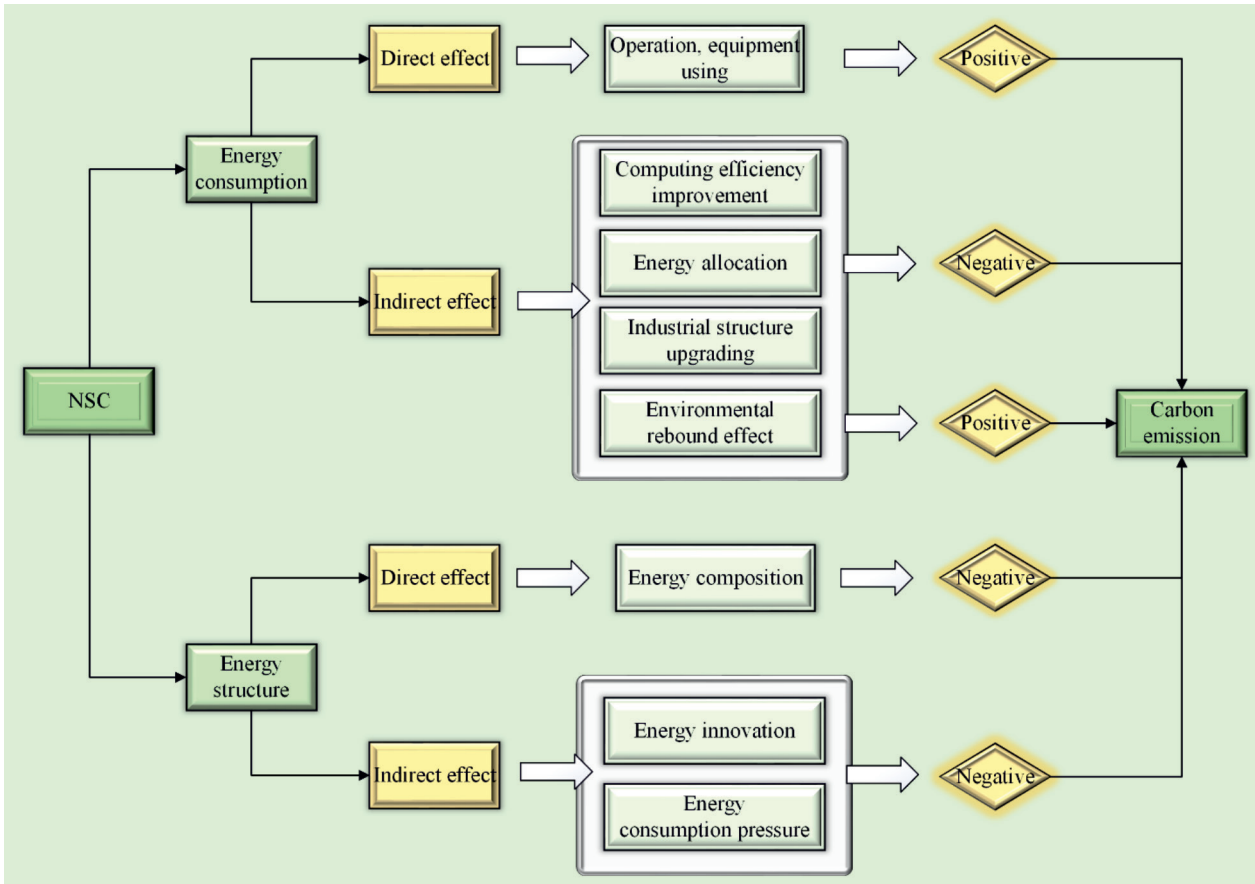 Direct effect
Operation, equipment
using
Positive
Energy
consumption
Computing efficiency
improvement
Energy allocation
Negative
Indirect effect
Industrial structure
upgrading
NSC
Environmental
rebound effect
Positive
Carbon
emission
Direct effect
Energy composition
Negative
Energy
structure
Energy innovation
Indirect effect
Negative
Energy
consumption pressure